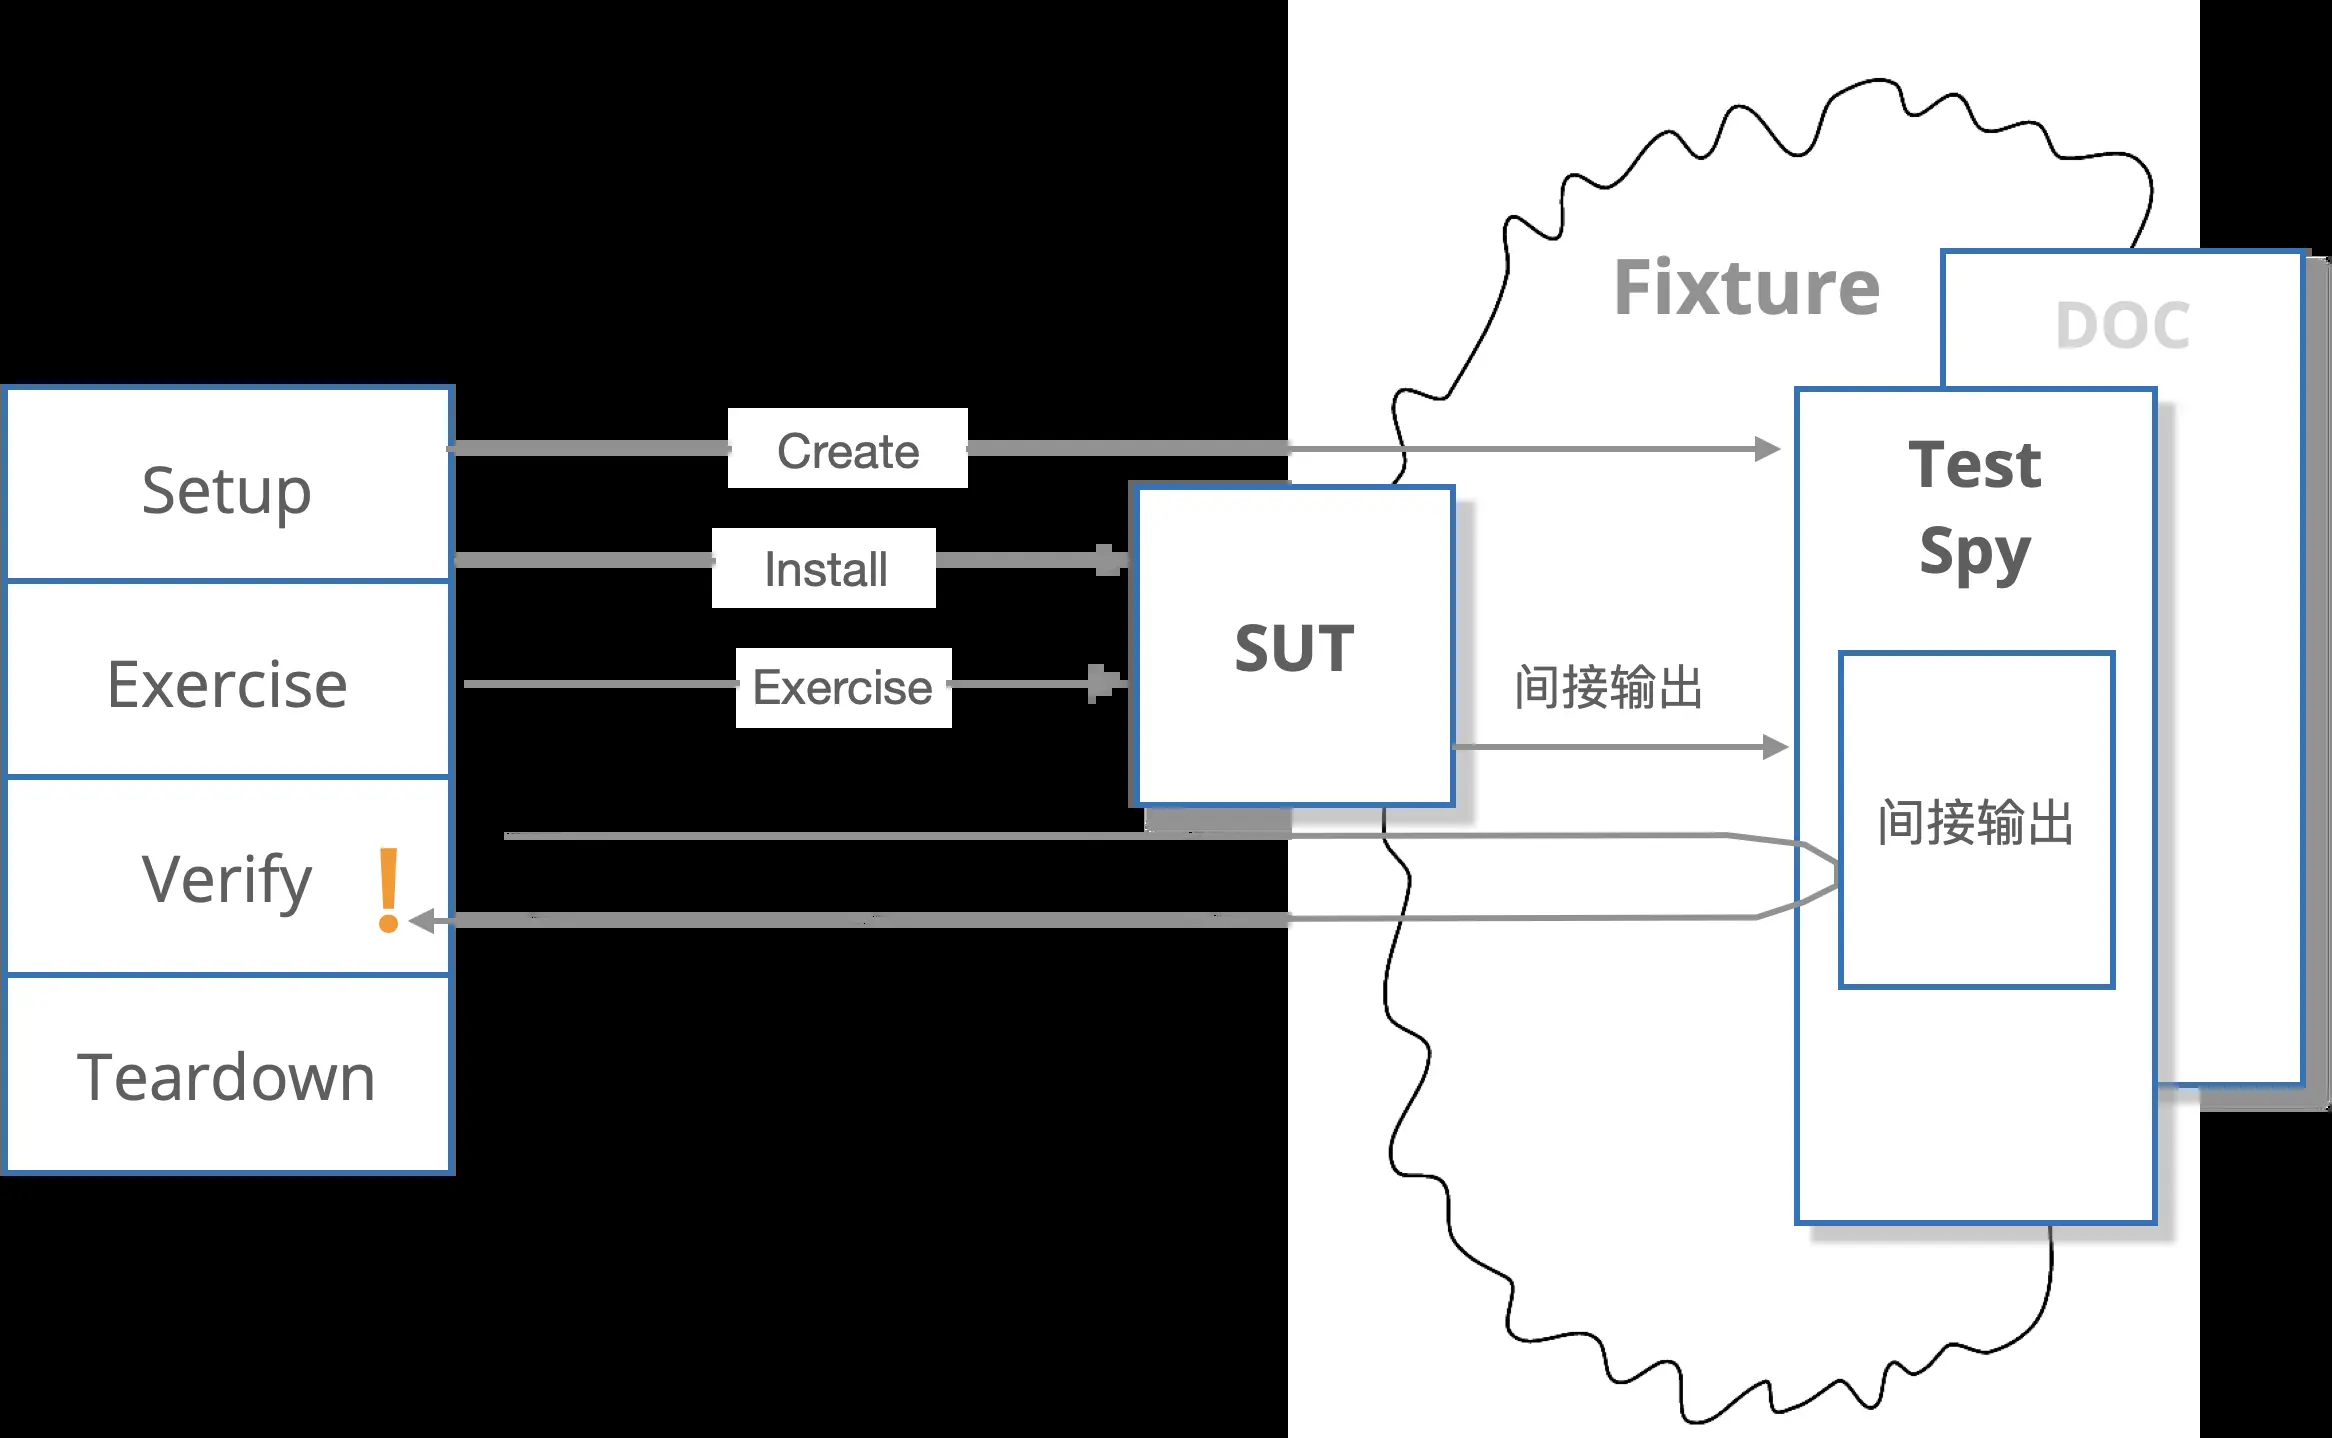 Fixture
DOC
Setup
Exercise
Verify !
Teardown
Create
Install
Exercise
SUT
间接输出
Test
Spy
间接输出